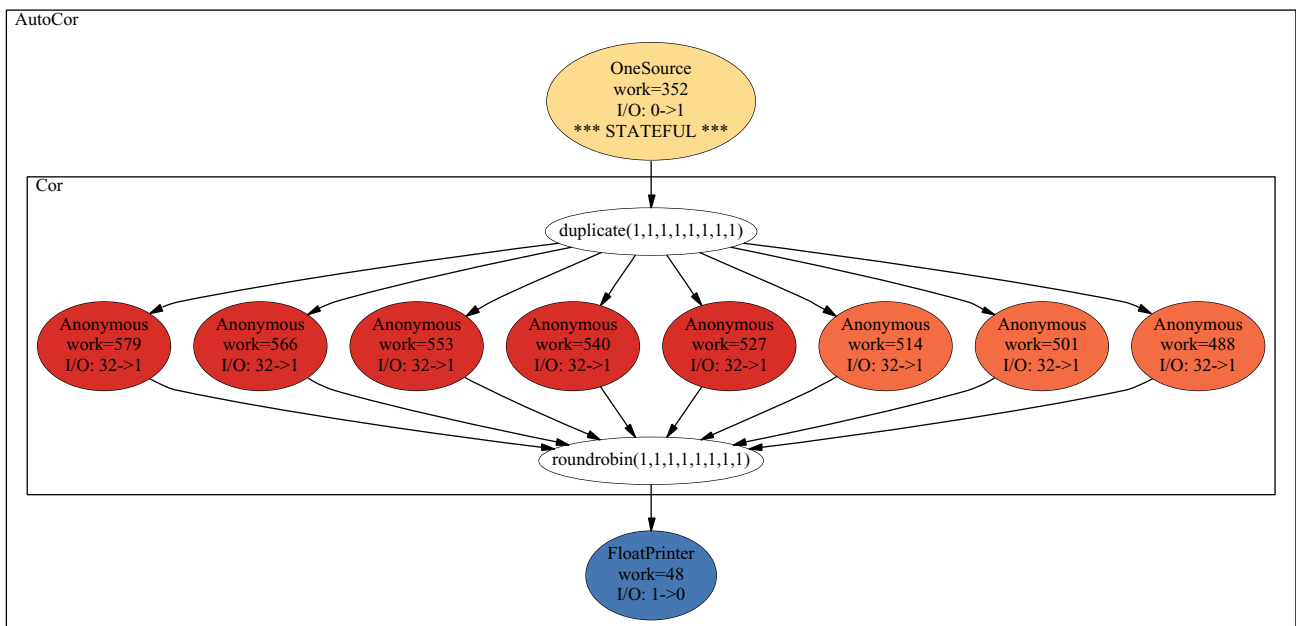 AutoCor
OneSource
work=352
I/O: 0->1
*** STATEFUL ***
Cor
duplicate(1,1,1,1,1,1,1,1)
Anonymous
work=579
I/O: 32->1
Anonymous
work=566
I/O: 32->1
Anonymous
work=553
I/O: 32->1
Anonymous
work=540
I/O: 32->1
Anonymous
work=527
I/O: 32->1
Anonymous
work=514
I/O: 32->1
Anonymous
work=501
I/O: 32->1
Anonymous
work=488
I/O: 32->1
roundrobin(1,1,1,1,1,1,1,1)
FloatPrinter
work=48
I/O: 1->0